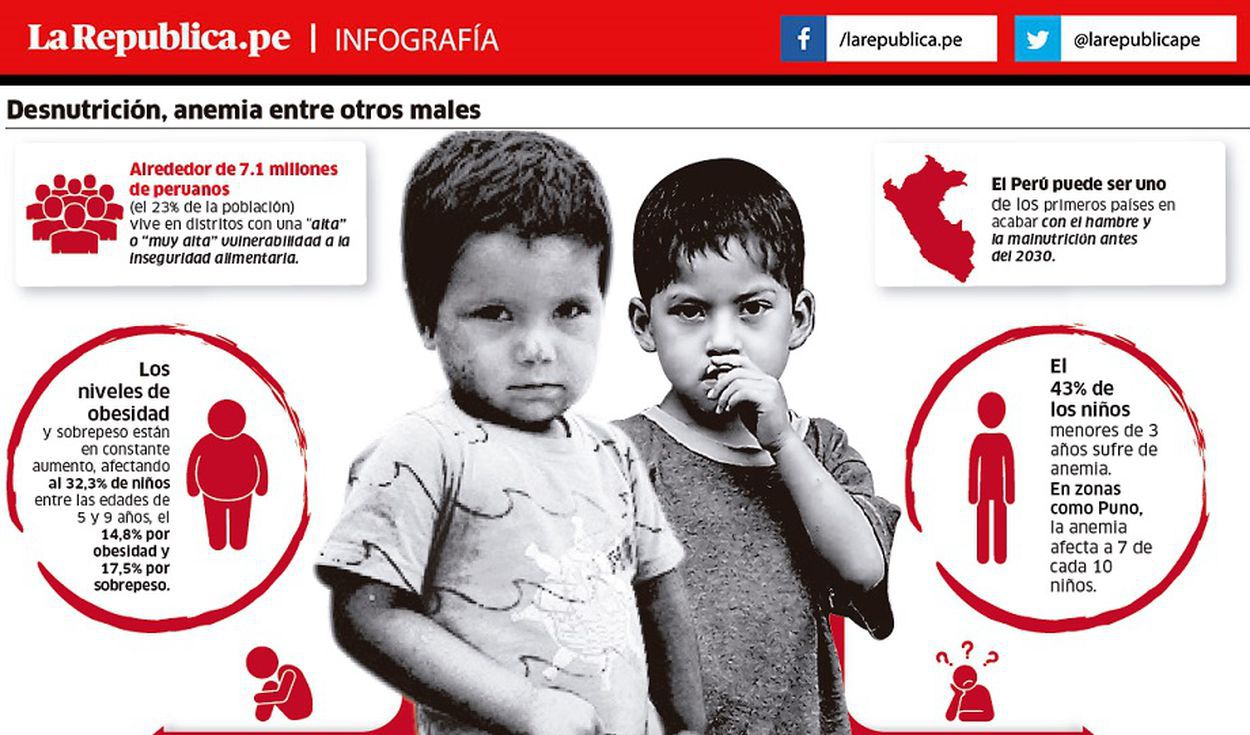 LaRepublica.pe | INFOGRAFÍA
/larepublica.pe
@larepublicape
Desnutrición, anemia entre otros males
Alrededor de 7.1 millones
de peruanos
(el 23% de la población)
vive en distritos con una "alta"
o "muy alta" vulnerabilidad a la
inseguridad alimentaria.
El Perú puede ser uno
de los primeros países en
acabar con el hambre y
la malnutrición antes
del 2030.
Los
niveles de
obesidad
y sobrepeso están
en constante
aumento, afectando
al 32,3% de niños
entre las edades de
5 y 9 años, el
14,8% por
obesidad y
17,5% por
sobrepeso.
El
43% de
los niños
menores de 3
años sufre de
anemia.
En zonas
como Puno,
la anemia
afecta a 7 de
cada 10
niños.
? ? ?